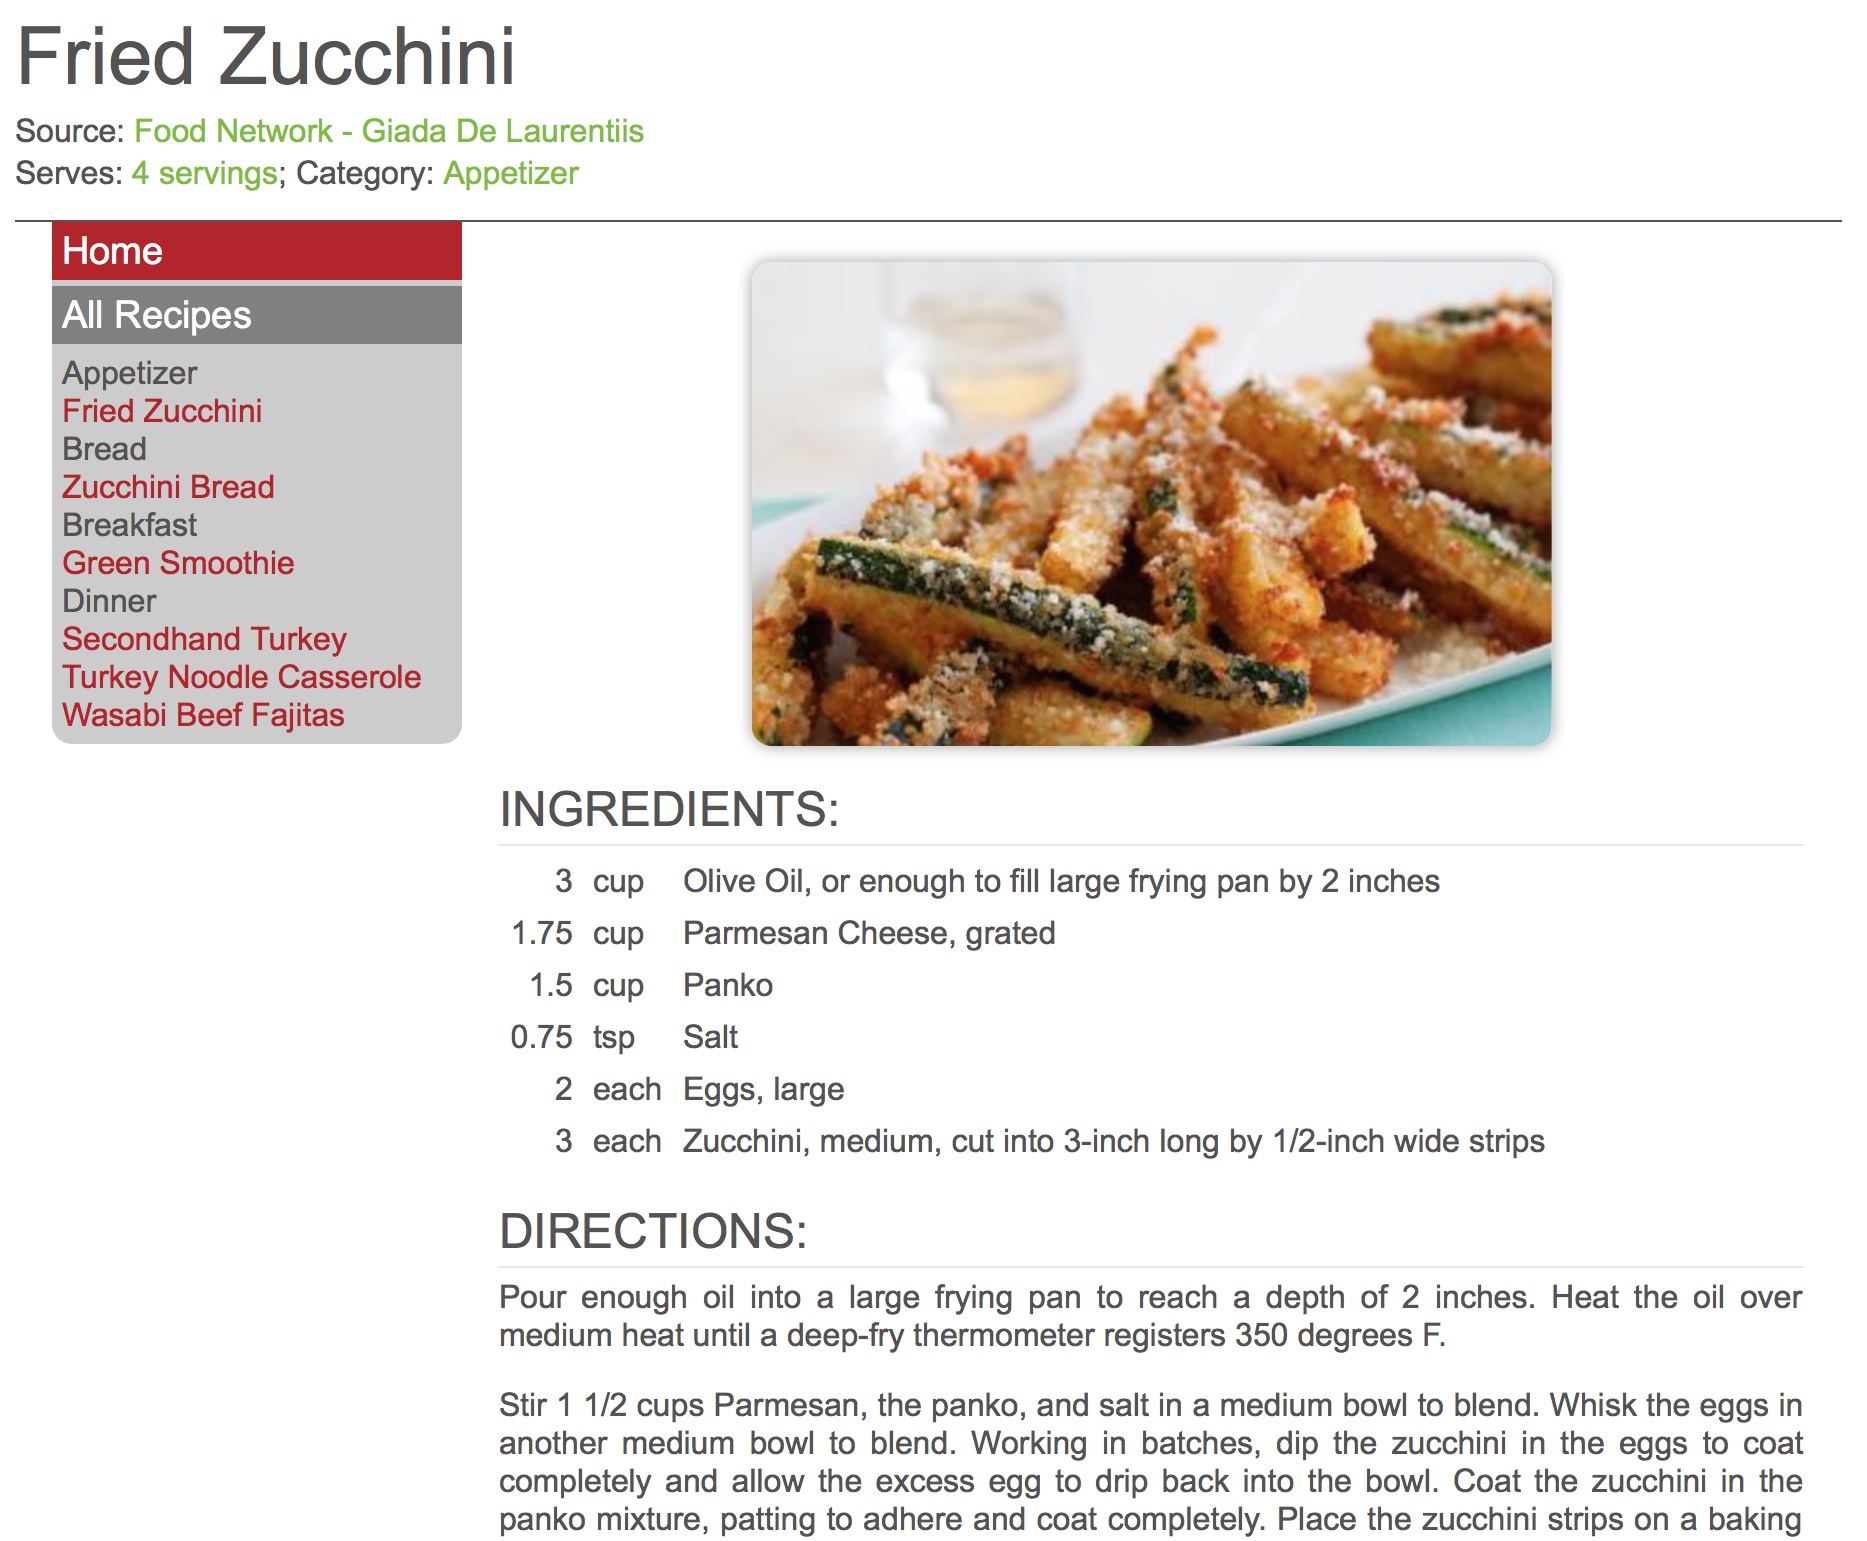 Fried Zucchini
Source: Food Network - Giada De Laurentiis
Serves: 4 servings; Category: Appetizer
Home
All Recipes
Appetizer
Fried Zucchini
Bread
Zucchini Bread
Breakfast
Green Smoothie
Dinner
Secondhand Turkey
Turkey Noodle Casserole
Wasabi Beef Fajitas
INGREDIENTS:
3 cup Olive Oil, or enough to fill large frying pan by 2 inches
1.75 cup Parmesan Cheese, grated
1.5 cup Panko
0.75 tsp Salt
2 each Eggs, large
3 each Zucchini, medium, cut into 3-inch long by 1/2-inch wide strips
DIRECTIONS:
Pour enough oil into a large frying pan to reach a depth of 2 inches. Heat the oil over
medium heat until a deep-fry thermometer registers 350 degrees F.
Stir 1 1/2 cups Parmesan, the panko, and salt in a medium bowl to blend. Whisk the eggs in
another medium bowl to blend. Working in batches, dip the zucchini in the eggs to coat
completely and allow the excess egg to drip back into the bowl. Coat the zucchini in the
panko mixture, patting to adhere and coat completely. Place the zucchini strips on a baking